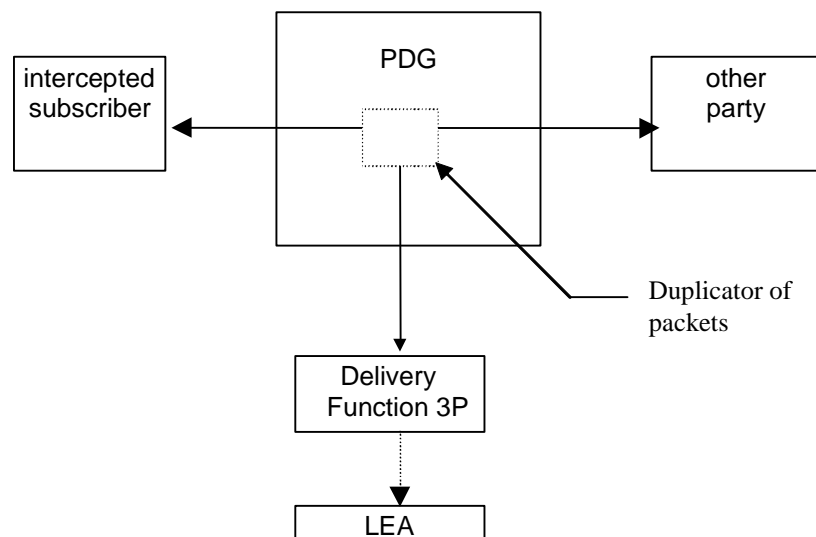 PDG
intercepted
subscriber
other
party
Duplicator of
packets
Delivery
Function 3P
LEA